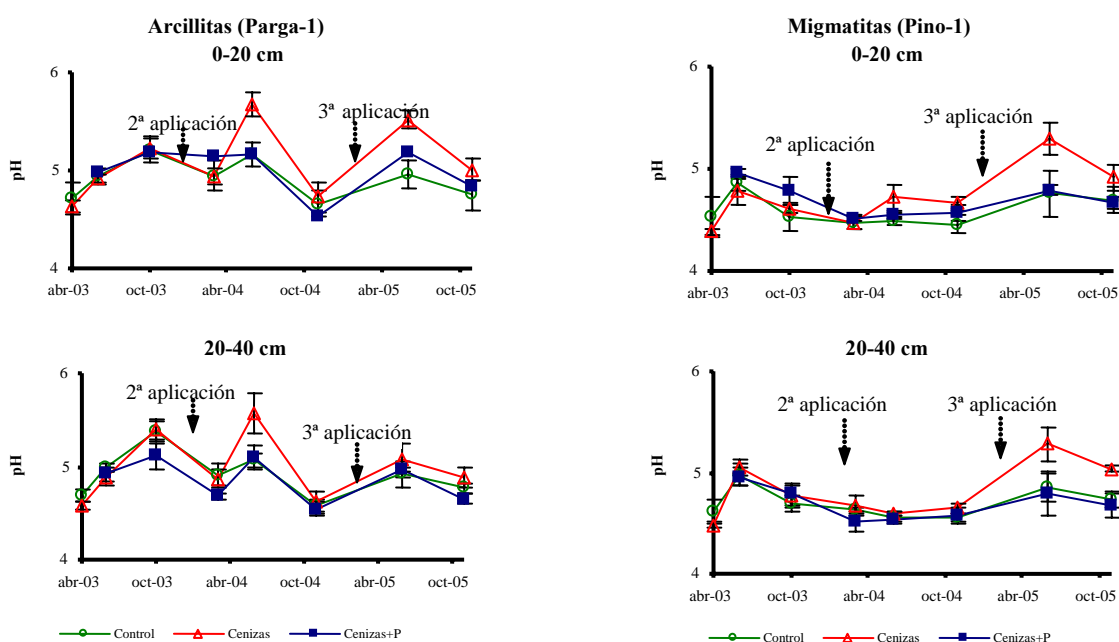 Arcillitas (Parga-1)
0-20 cm
6
5
4
pH
2ª aplicación
3ª aplicación
abr-03 oct-03 abr-04 oct-04 abr-05 oct-05
Migmatitas (Pino-1)
0-20 cm
6
5
4
pH
2ª aplicación
3ª aplicación
abr-03 oct-03 abr-04 oct-04 abr-05 oct-05
20-40 cm
6
5
4
pH
2ª aplicación
3ª aplicación
abr-03 oct-03 abr-04 oct-04 abr-05 oct-05
Control Cenizas Cenizas+P
20-40 cm
6
5
4
pH
2ª aplicación
3ª aplicación
abr-03 oct-03 abr-04 oct-04 abr-05 oct-05
Control Cenizas Cenizas+P